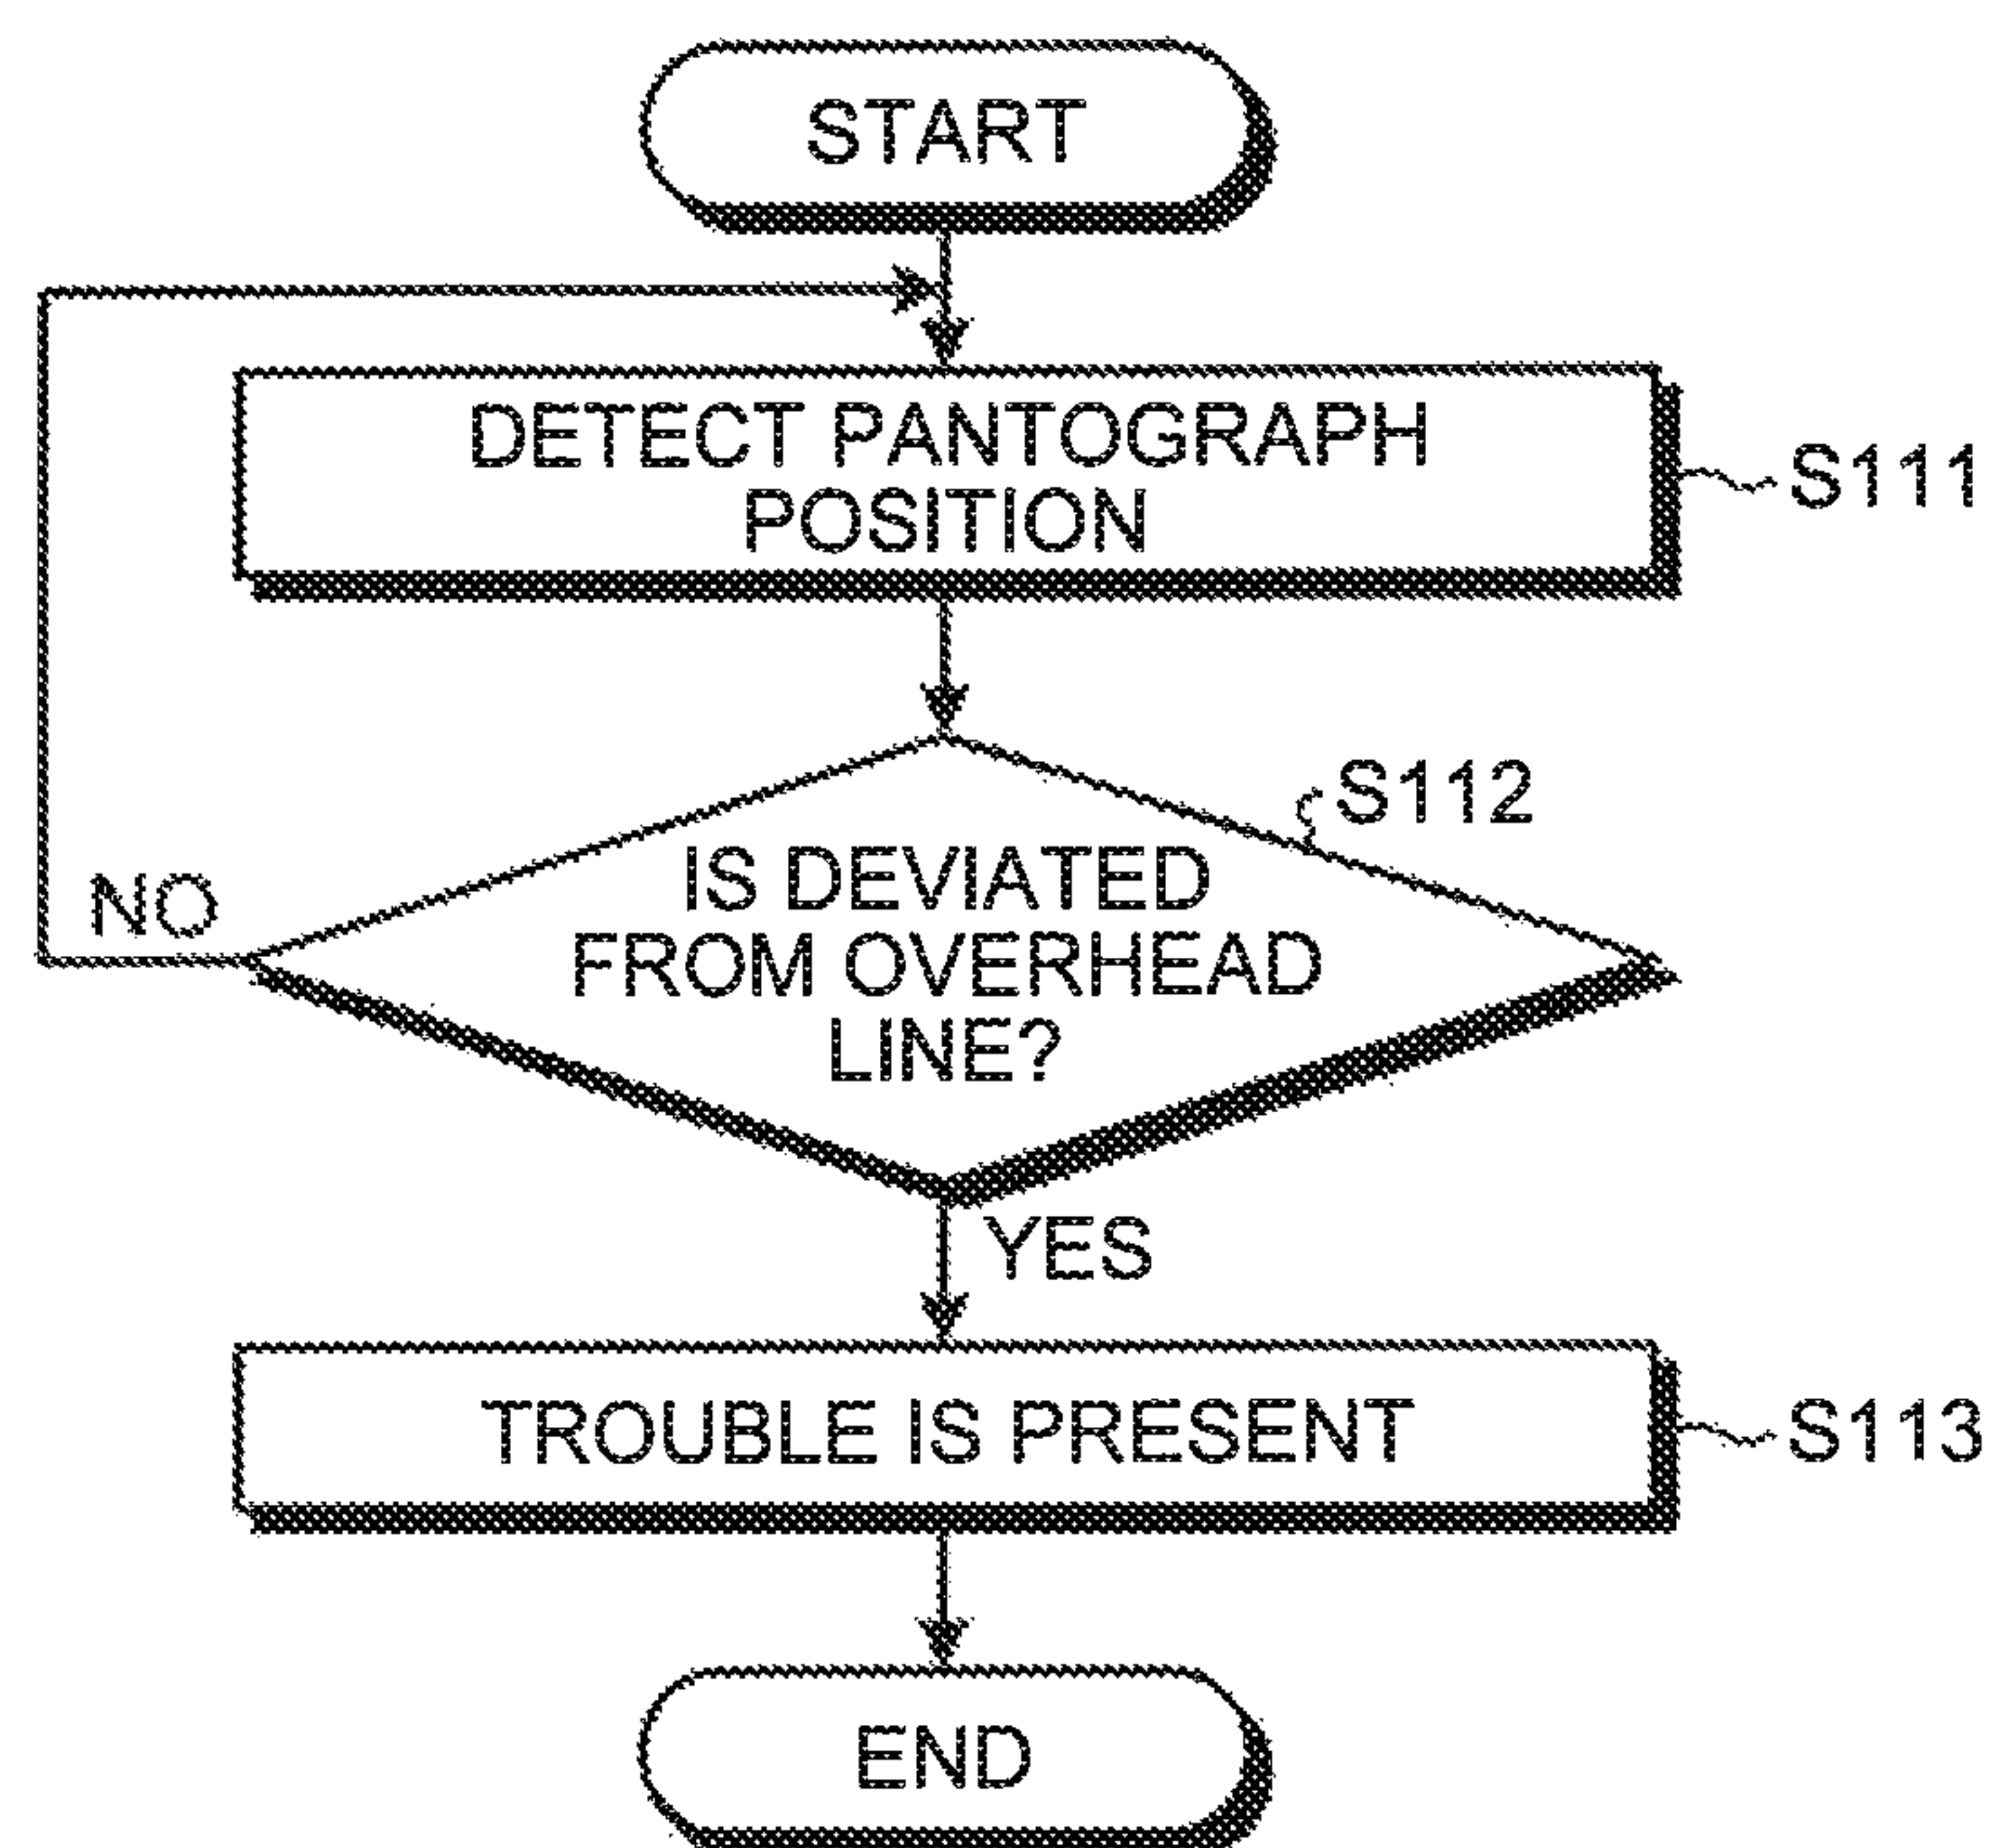 START
DETECT PANTOGRAPH
POSITION
S111
S112
IS DEVIATED
FROM OVERHEAD
LINE?
NO
YES
TROUBLE IS PRESENT
S113
END